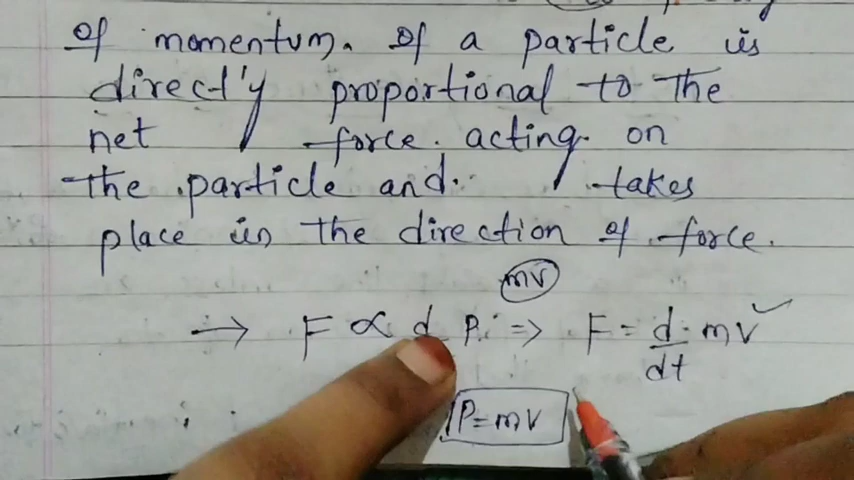 of momentum. of a particle is
directly proportional to the
net force. acting. on
the particle and. takes
place in the direction of force.
mv
→ F ∝ d P. ⇒ F = d/dt mv
P=mv